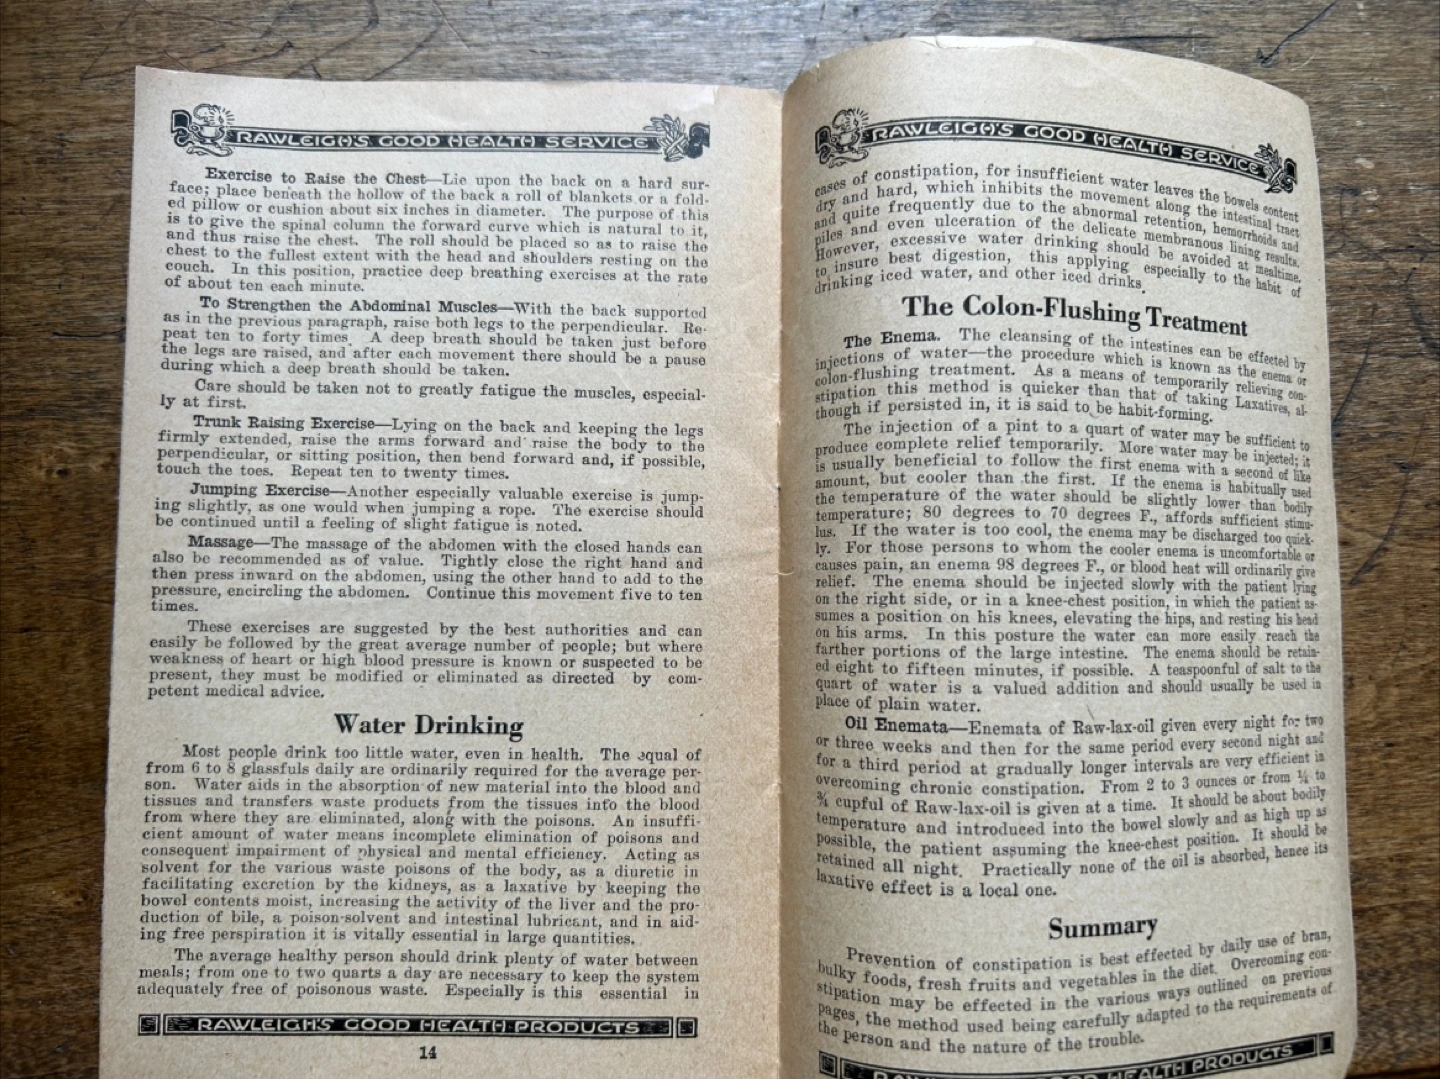 RAWLEIGH'S GOOD HEALTH SERVICE
Exercise to Raise the Chest—Lie upon the back on a hard sur-
face; place beneath the hollow of the back a roll of blankets or a fold-
ed pillow or cushion about six inches in diameter. The purpose of this
is to give the spinal column the forward curve which is natural to it,
and thus raise the chest. The roll should be placed so as to raise the
chest to the fullest extent with the head and shoulders resting on the
couch. In this position, practice deep breathing exercises at the rate
of about ten each minute.
To Strengthen the Abdominal Muscles—With the back supported
as in the previous paragraph, raise both legs to the perpendicular. Re-
peat ten to forty times. A deep breath should be taken just before
the legs are raised, and after each movement there should be a pause
during which a deep breath should be taken.
Care should be taken not to greatly fatigue the muscles, especial-
ly at first.
Trunk Raising Exercise—Lying on the back and keeping the legs
firmly extended, raise the arms forward and raise the body to the
perpendicular, or sitting position, then bend forward and, if possible,
touch the toes. Repeat ten to twenty times.
Jumping Exercise—Another especially valuable exercise is jump-
ing slightly, as one would when jumping a rope. The exercise should
be continued until a feeling of slight fatigue is noted.
Massage—The massage of the abdomen with the closed hands can
also be recommended as of value. Tightly close the right hand and
then press inward on the abdomen, using the other hand to add to the
pressure, encircling the abdomen. Continue this movement five to ten
times.
These exercises are suggested by the best authorities and can
easily be followed by the great average number of people; but where
weakness of heart or high blood pressure is known or suspected to be
present, they must be modified or eliminated as directed by com-
petent medical advice.
Water Drinking
Most people drink too little water, even in health. The equal of
from 6 to 8 glassfuls daily are ordinarily required for the average per-
son. Water aids in the absorption of new material into the blood and
tissues and transfers waste products from the tissues into the blood
from where they are eliminated, along with the poisons. An insuffi-
cient amount of water means incomplete elimination of poisons and
consequent impairment of physical and mental efficiency. Acting as
solvent for the various waste poisons of the body, as a diuretic in
facilitating excretion by the kidneys, as a laxative by keeping the
bowel contents moist, increasing the activity of the liver and the pro-
duction of bile, a poison-solvent and intestinal lubricant, and in aid-
ing free perspiration it is vitally essential in large quantities.
The average healthy person should drink plenty of water between
meals; from one to two quarts a day are necessary to keep the system
adequately free of poisonous waste. Especially is this essential in
RAWLEIGH'S GOOD HEALTH PRODUCTS
14
RAWLEIGH'S GOOD HEALTH SERVICE
cases of constipation, for insufficient water leaves the bowels content
dry and hard, which inhibits the movement along the intestinal tract
and quite frequently due to the abnormal retention, hemorrhoids and
piles and even ulceration of the delicate membranous lining results.
However, excessive water drinking should be avoided at mealtime,
to insure best digestion, this applying especially to the habit of
drinking iced water, and other iced drinks.
The Colon-Flushing Treatment
The Enema. The cleansing of the intestines can be effected by
injections of water—the procedure which is known as the enema or
colon-flushing treatment. As a means of temporarily relieving con-
stipation this method is quicker than that of taking Laxatives, al-
though if persisted in, it is said to be habit-forming.
The injection of a pint to a quart of water may be sufficient to
produce complete relief temporarily. More water may be injected; it
is usually beneficial to follow the first enema with a second of like
amount, but cooler than the first. If the enema is habitually used
the temperature of the water should be slightly lower than bodily
temperature; 80 degrees to 70 degrees F., affords sufficient stimu-
lus. If the water is too cool, the enema may be discharged too quick-
ly. For those persons to whom the cooler enema is uncomfortable or
causes pain, an enema 98 degrees F., or blood heat will ordinarily give
relief. The enema should be injected slowly with the patient lying
on the right side, or in a knee-chest position, in which the patient as-
sumes a position on his knees, elevating the hips, and resting his head
on his arms. In this posture the water can more easily reach the
farther portions of the large intestine. The enema should be retain-
ed eight to fifteen minutes, if possible. A teaspoonful of salt to the
quart of water is a valued addition and should usually be used in
place of plain water.
Oil Enemata—Enemata of Raw-lax-oil given every night for two
or three weeks and then for the same period every second night and
for a third period at gradually longer intervals are very efficient in
overcoming chronic constipation. From 2 to 3 ounces or from ¼ to
¾ cupful of Raw-lax-oil is given at a time. It should be about bodily
temperature and introduced into the bowel slowly and as high up as
possible, the patient assuming the knee-chest position. It should be
retained all night. Practically none of the oil is absorbed, hence its
laxative effect is a local one.
Summary
Prevention of constipation is best effected by daily use of bran,
bulky foods, fresh fruits and vegetables in the diet. Overcoming con-
stipation may be effected in the various ways outlined on previous
pages, the method used being carefully adapted to the requirements of
the person and the nature of the trouble.
RAWLEIGH'S GOOD HEALTH PRODUCTS